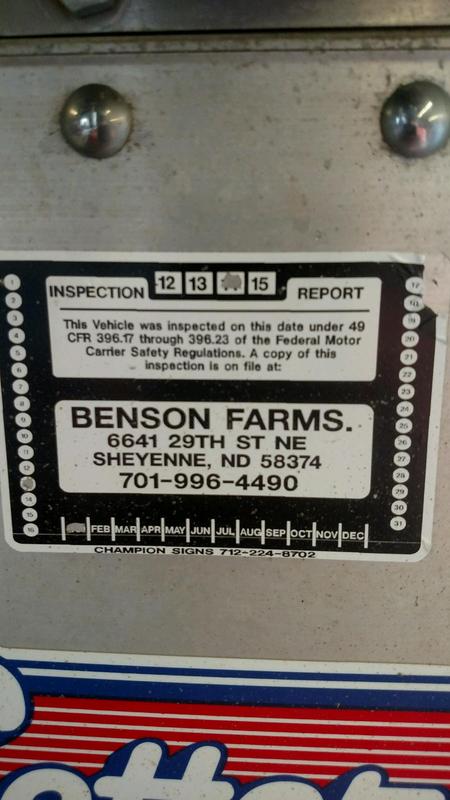 12 13 15
INSPECTION REPORT
This Vehicle was inspected on this date under 49
CFR 396.17 through 396.23 of the Federal Motor
Carrier Safety Regulations. A copy of this
inspection is on file at:
BENSON FARMS.
6641 29TH ST NE
SHEYENNE, ND 58374
701-996-4490
1
2
3
4
5
6
7
8
9
10
11
12
14
15
16
17
18
19
20
21
22
23
24
25
26
27
28
29
30
31
FEB MAR APR MAY JUN JUL AUG SEP OCT NOV DEC
CHAMPION SIGNS 712-224-8702